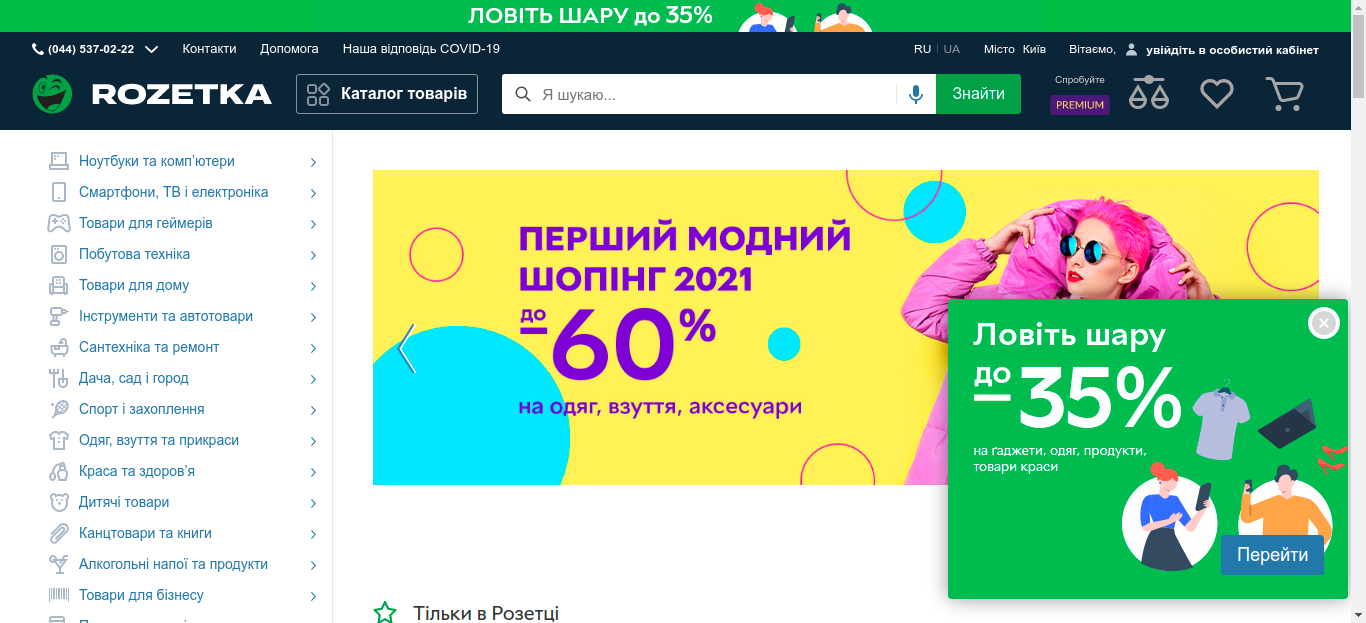 ЛОВІТЬ ШАРУ до 35%
(044) 537-02-22 Контакти Допомога Наша відповідь COVID-19 RU UA Місто Київ Вітаємо, увійдіть в особистий кабінет
ROZETKA Каталог товарів Я шукаю... Знайти Спробуйте
PREMIUM
Ноутбуки та комп'ютери
Смартфони, ТВ і електроніка
Товари для геймерів
Побутова техніка
Товари для дому
Інструменти та автотовари
Сантехніка та ремонт
Дача, сад і город
Спорт і захоплення
Одяг, взуття та прикраси
Краса та здоров'я
Дитячі товари
Канцтовари та книги
Алкогольні напої та продукти
Товари для бізнесу
ПЕРШИЙ МОДНИЙ
ШОПІНГ 2021
до
–60%
на одяг, взуття, аксесуари
Ловіть шару
до
–35%
на ґаджети, одяг, продукти,
товари краси
Перейти
Тільки в Розетці